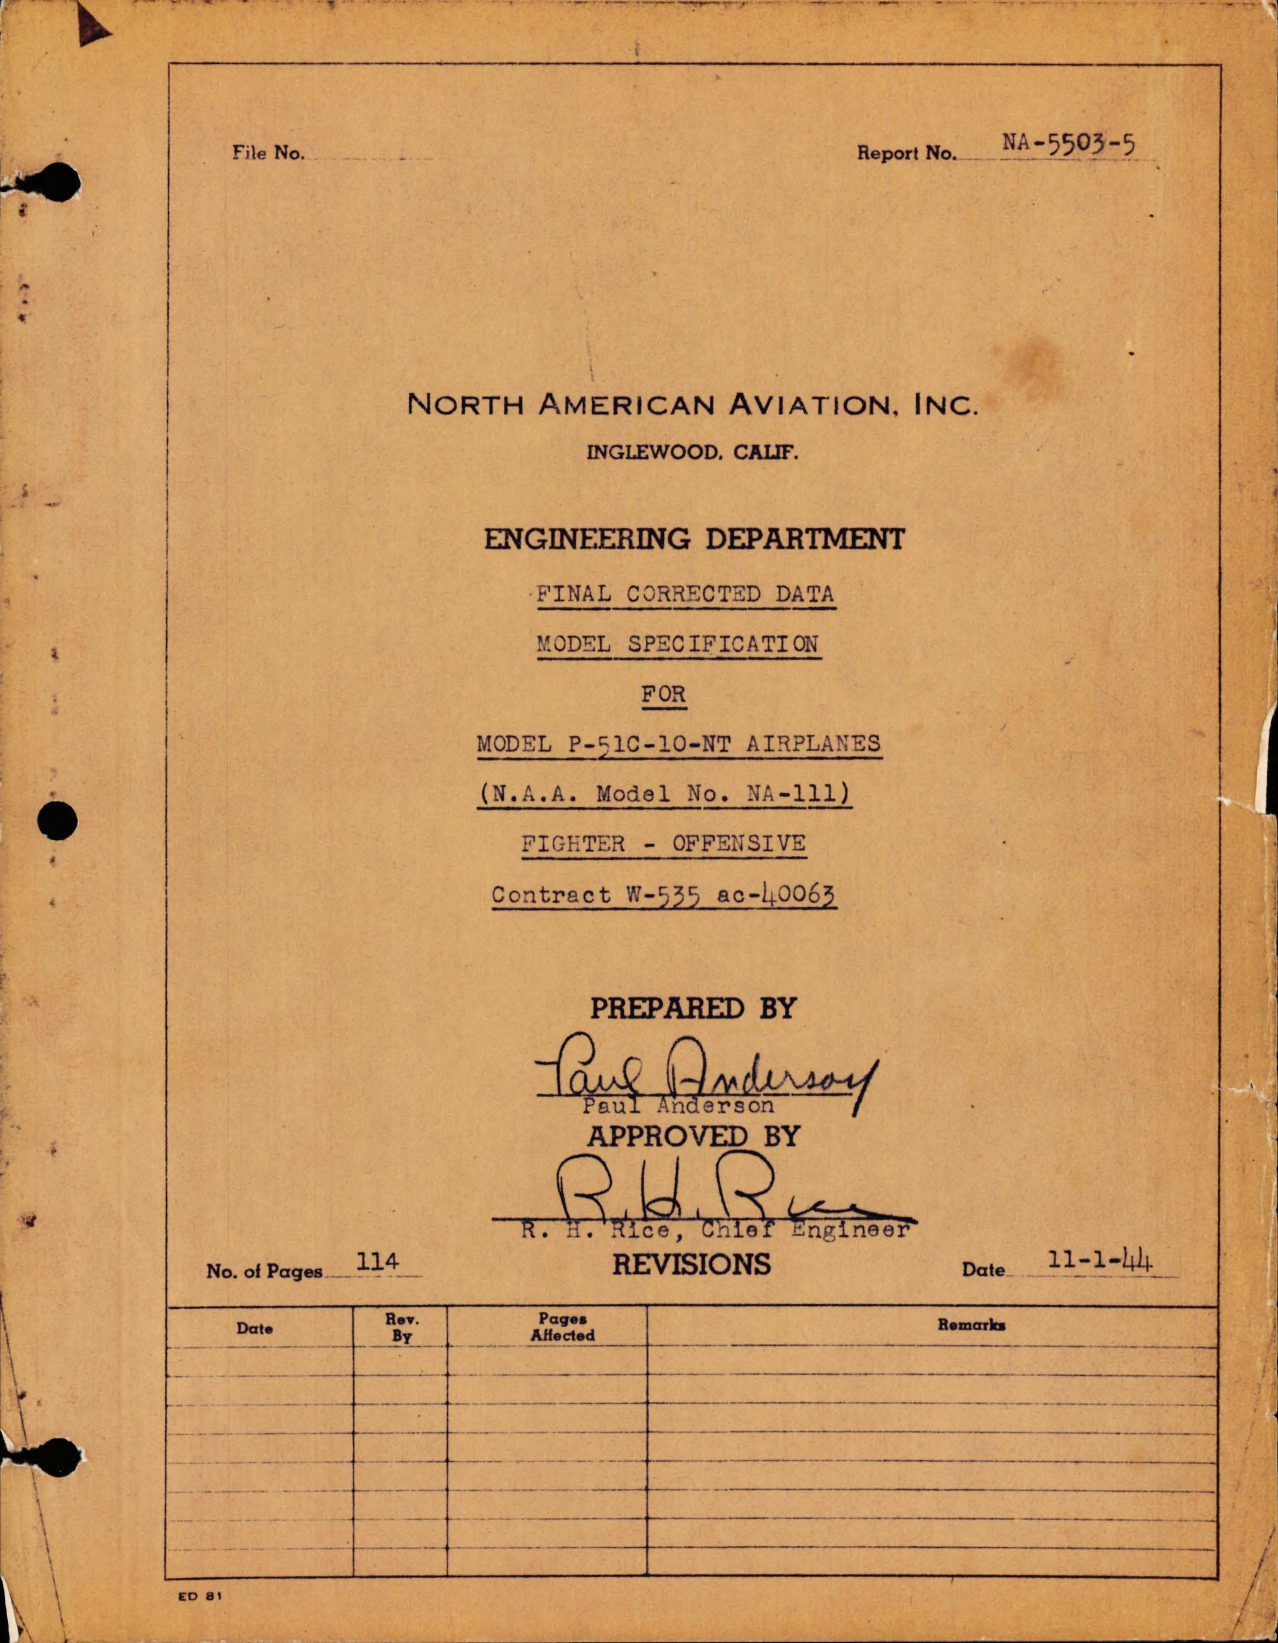 File No.
Report No. NA-5503-5
NORTH AMERICAN AVIATION, INC.
INGLEWOOD, CALIF.
ENGINEERING DEPARTMENT
FINAL CORRECTED DATA
MODEL SPECIFICATION
FOR
MODEL P-51C-10-NT AIRPLANES
(N.A.A. Model No. NA-111)
FIGHTER - OFFENSIVE
Contract W-535 ac-40063
PREPARED BY
Paul Anderson
Paul Anderson
APPROVED BY
R. H. Rice
R. H. Rice, Chief Engineer
No. of Pages 114
REVISIONS
Date 11-1-44
Date
Rev. By
Pages Affected
Remarks
ED 81